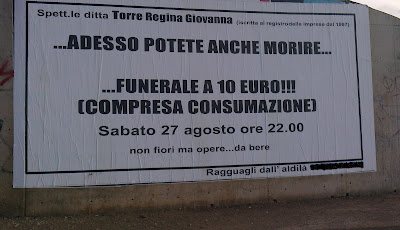 Spett.le ditta Torre Regina Giovanna (iscritta al registro delle imprese dal 1997)
...ADESSO POTETE ANCHE MORIRE...
...FUNERALE A 10 EURO!!!
(COMPRESA CONSUMAZIONE)
Sabato 27 agosto ore 22.00
non fiori ma opere...da bere
Ragguagli dall' aldilà